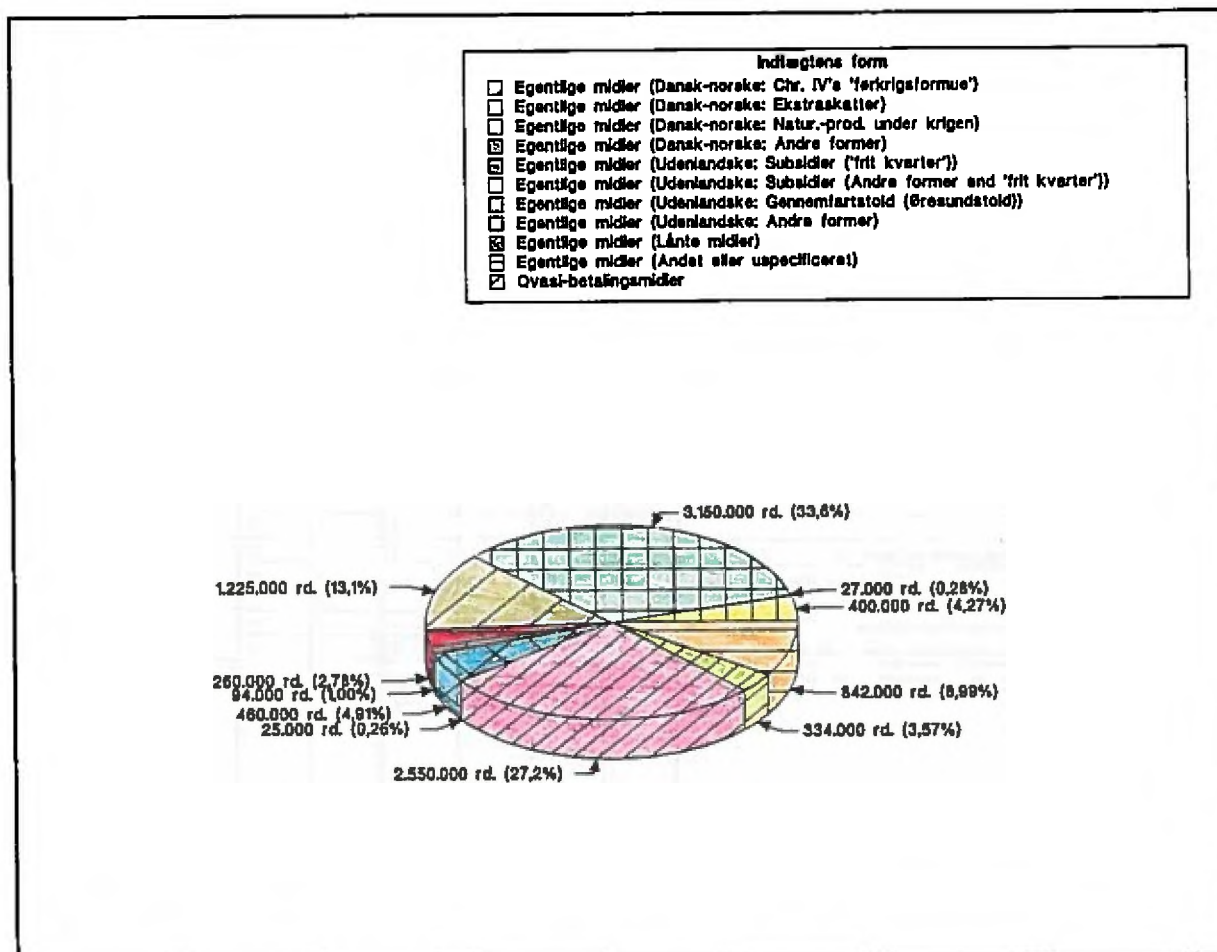 Indtægtens form
Egentlige midler (Dansk-norske: Chr. IV's 'førkrigsformue')
Egentlige midler (Dansk-norske: Ekstraskatter)
Egentlige midler (Dansk-norske: Natur.-prod. under krigen)
Egentlige midler (Dansk-norske: Andre former)
Egentlige midler (Udenlandske: Subsidier ('frit kvarter'))
Egentlige midler (Udenlandske: Subsidier (Andre former end 'frit kvarter'))
Egentlige midler (Udenlandske: Gennemfartstold (Øresundstold))
Egentlige midler (Udenlandske: Andre former)
Egentlige midler (Lånte midler)
Egentlige midler (Andet eller uspecificeret)
Qvasi-betalingsmidler
3.150.000 rd. (33,6%)
1.225.000 rd. (13,1%)
27.000 rd. (0,28%)
400.000 rd. (4,27%)
260.000 rd. (2,78%)
94.000 rd. (1,00%)
842.000 rd. (8,99%)
460.000 rd. (4,91%)
334.000 rd. (3,57%)
25.000 rd. (0,26%)
2.550.000 rd. (27,2%)